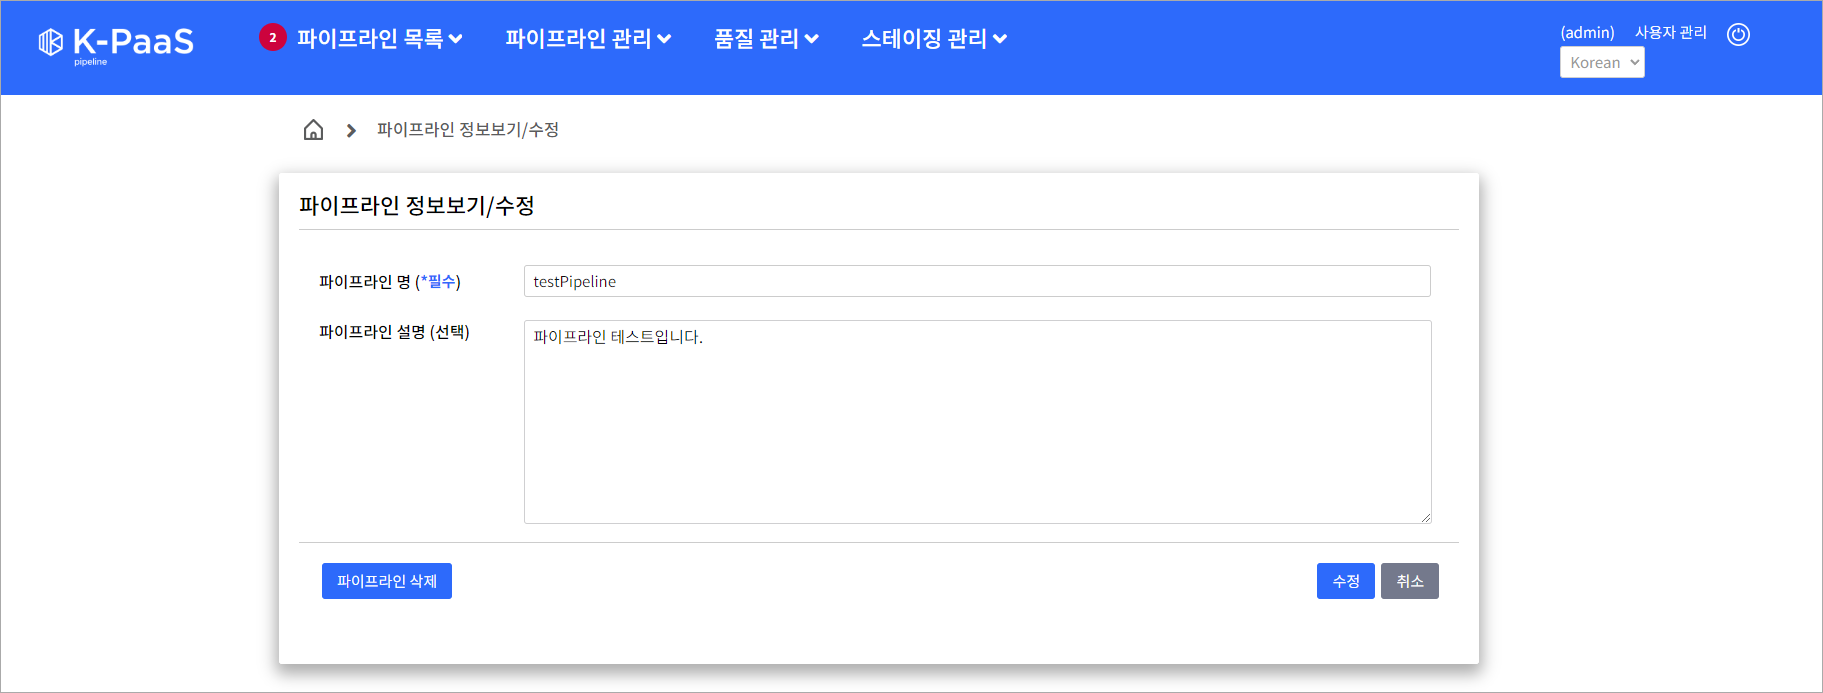 K-PaaS
pipeline
2 파이프라인 목록 파이프라인 관리 품질 관리 스테이징 관리
(admin) 사용자 관리
Korean
파이프라인 정보보기/수정
파이프라인 정보보기/수정
파이프라인 명 (*필수) testPipeline
파이프라인 설명 (선택) 파이프라인 테스트입니다.
파이프라인 삭제 수정 취소